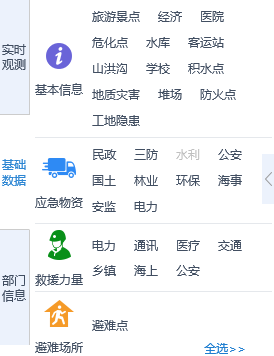 实时观测
旅游景点 经济 医院
危化点 水库 客运站
山洪沟 学校 积水点
地质灾害 堆场 防火点
工地隐患
基本信息
基础数据
民政 三防 水利 公安
国土 林业 环保 海事
安监 电力
应急物资
部门信息
电力 通讯 医疗 交通
乡镇 海上 公安
救援力量
避难点
避难场所
全选>>